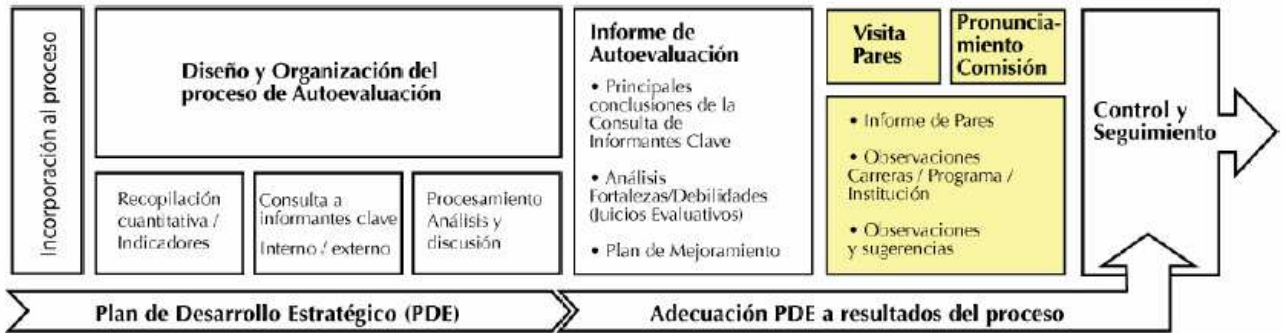 Incorporación al proceso
Diseño y Organización del
proceso de Autoevaluación
Recopilación
cuantitativa /
Indicadores
Consulta a
informantes clave
Interno / externo
Procesamiento
Análisis y
discusión
Informe de
Autoevaluación
• Principales
conclusiones de la
Consulta de
Informantes Clave
• Análisis
Fortalezas/Debilidades
(Juicios Evaluativos)
• Plan de Mejoramiento
Visita
Pares
Pronuncia-
miento
Comisión
• Informe de Pares
• Observaciones
Carreras / Programa /
Institución
• Observaciones
y sugerencias
Control y
Seguimiento
Plan de Desarrollo Estratégico (PDE)
Adecuación PDE a resultados del proceso